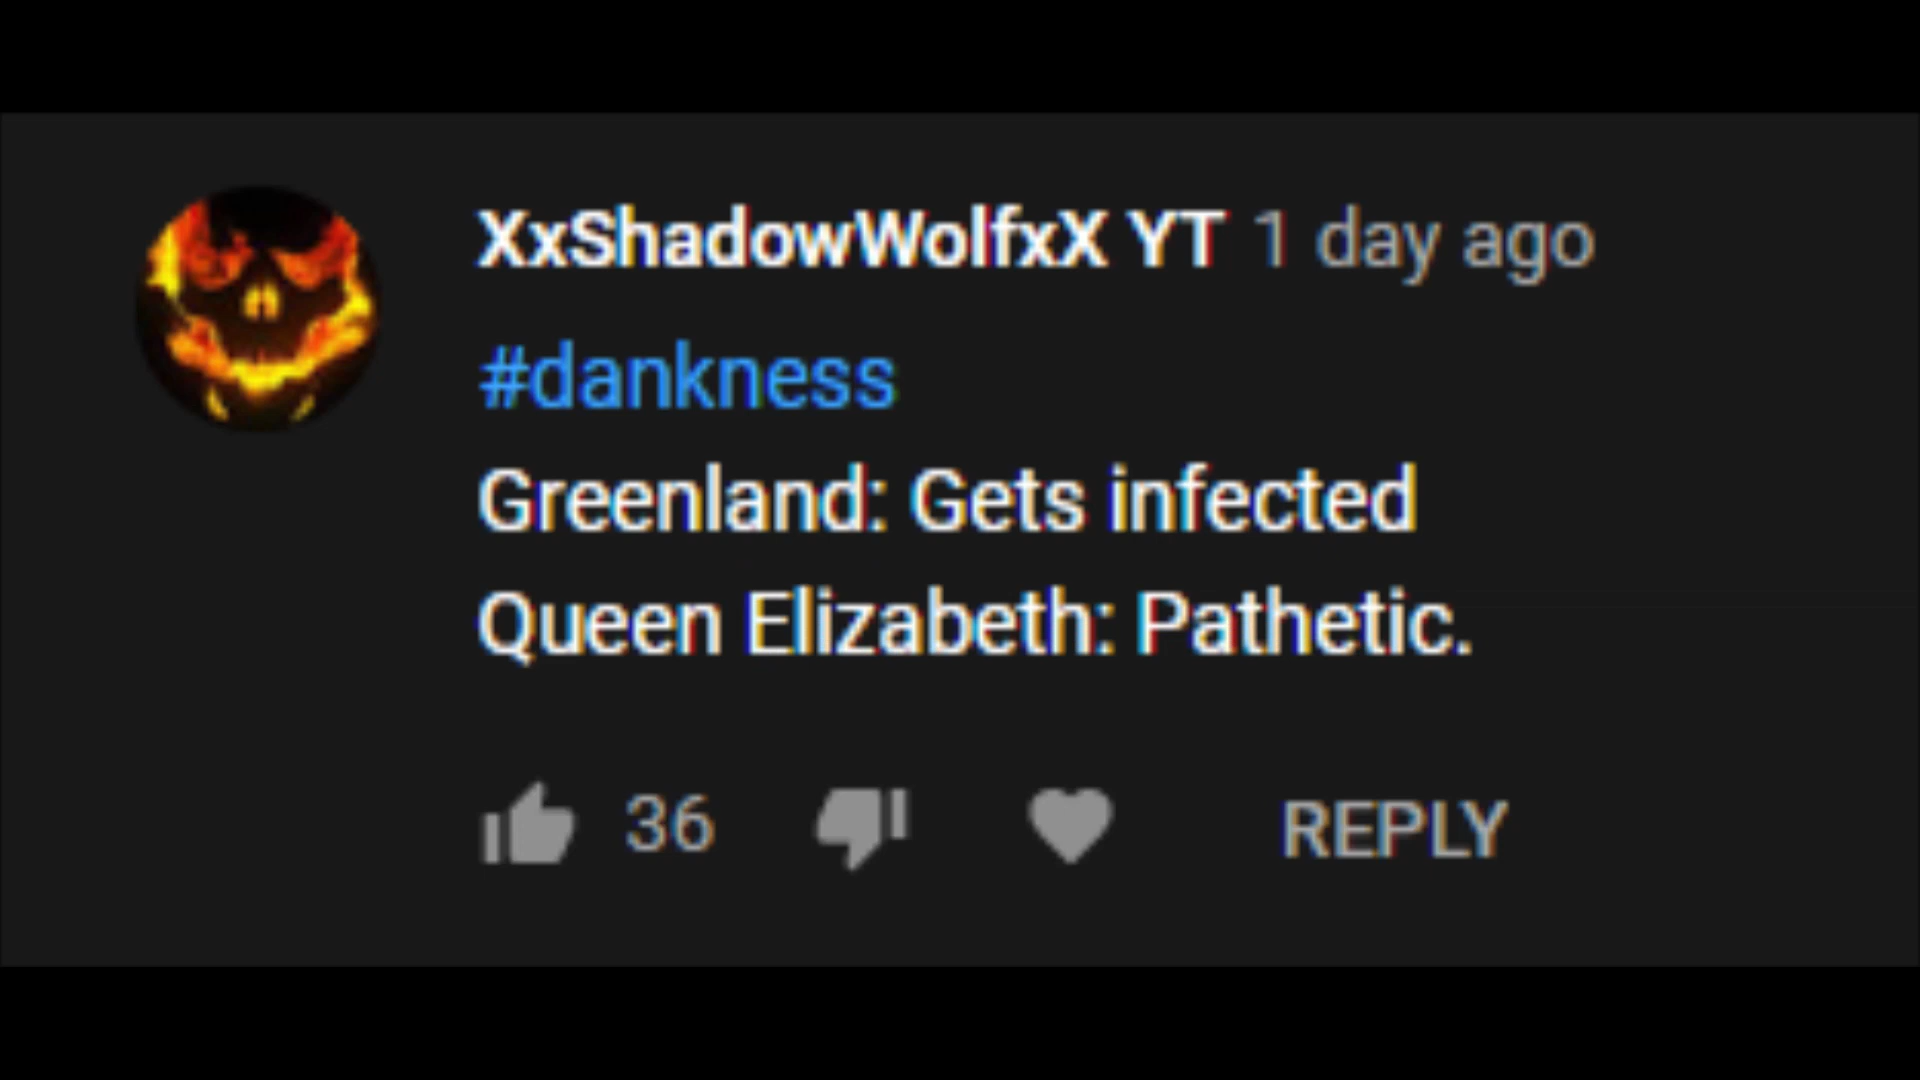 XxShadowWolfxX YT 1 day ago
#dankness
Greenland: Gets infected
Queen Elizabeth: Pathetic.
36 REPLY